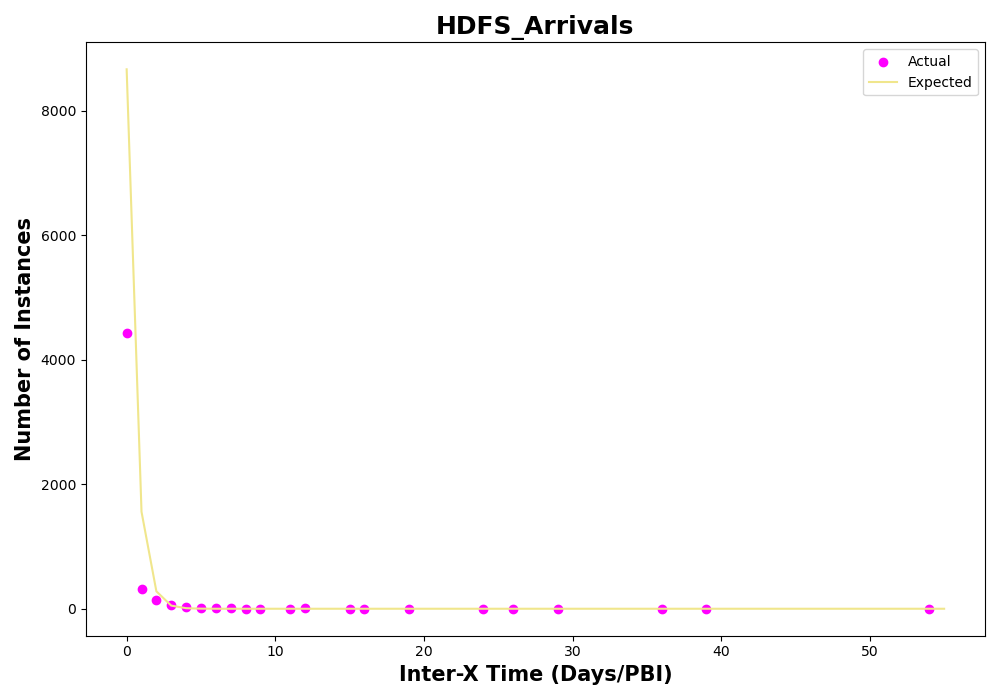 HDFS_Arrivals
Actual
Expected
Number of Instances
8000
6000
4000
2000
0
0 10 20 30 40 50
Inter-X Time (Days/PBI)